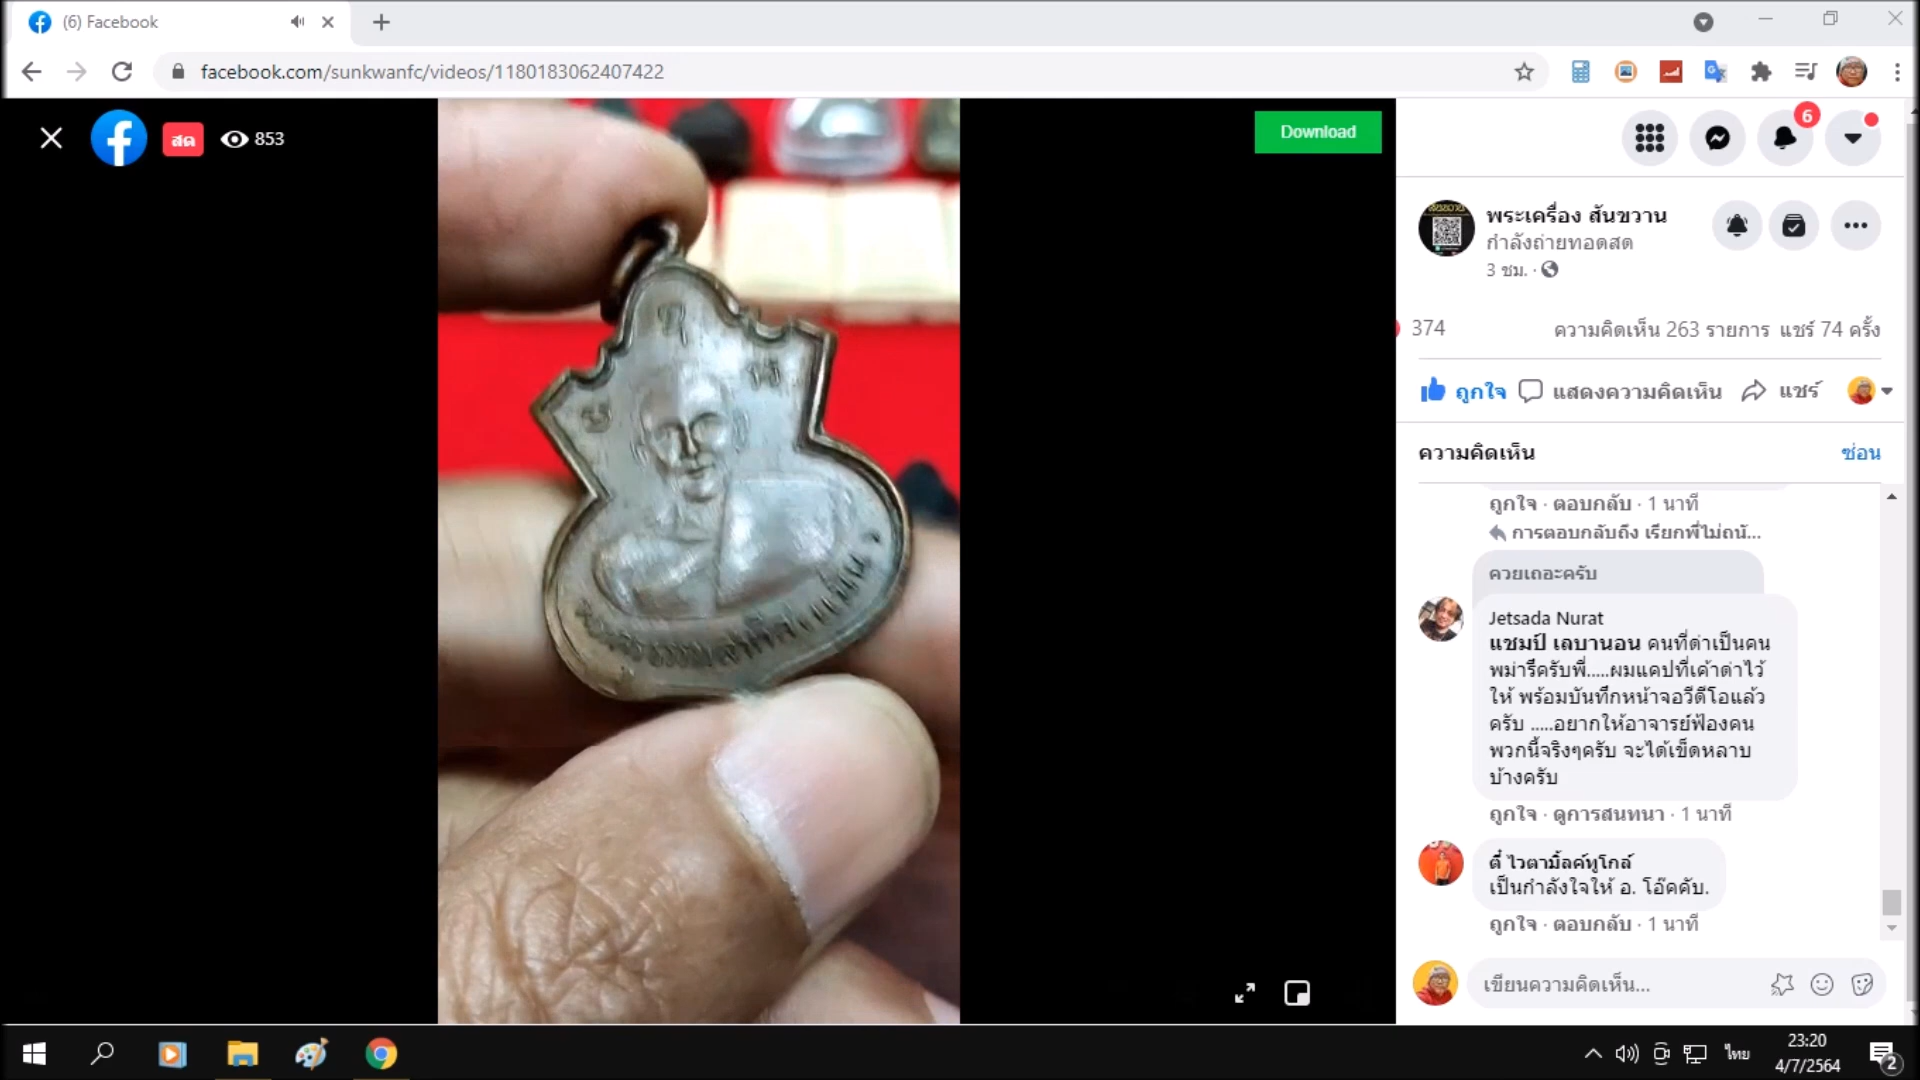 (6) Facebook
facebook.com/sunkwanfc/videos/1180183062407422
สด
853
Download
6
พระเครื่อง สันขวาน
กำลังถ่ายทอดสด
3 ชม.
374
ความคิดเห็น 263 รายการ แชร์ 74 ครั้ง
ถูกใจ
แสดงความคิดเห็น
แชร์
ความคิดเห็น
ซ่อน
ถูกใจ · ตอบกลับ · 1 นาที
การตอบกลับถึง เรียกพี่ไม่ถนั...
ควยเถอะครับ
Jetsada Nurat
แชมป์ เลบานอน คนที่ด่าเป็นคน
พม่ารึครับพี่.....ผมแคปที่เค้าด่าไว้
ให้ พร้อมบันทึกหน้าจอวีดีโอแล้ว
ครับ .....อยากให้อาจารย์ฟ้องคน
พวกนี้จริงๆครับ จะได้เข็ดหลาบ
บ้างครับ
ถูกใจ · ดูการสนทนา · 1 นาที
ตี๋ ไวตามิ้ลค์ทูโกล์
เป็นกำลังใจให้ อ. โอ๊คคับ.
ถูกใจ · ตอบกลับ · 1 นาที
เขียนความคิดเห็น...
ไทย
23:20
4/7/2564
2